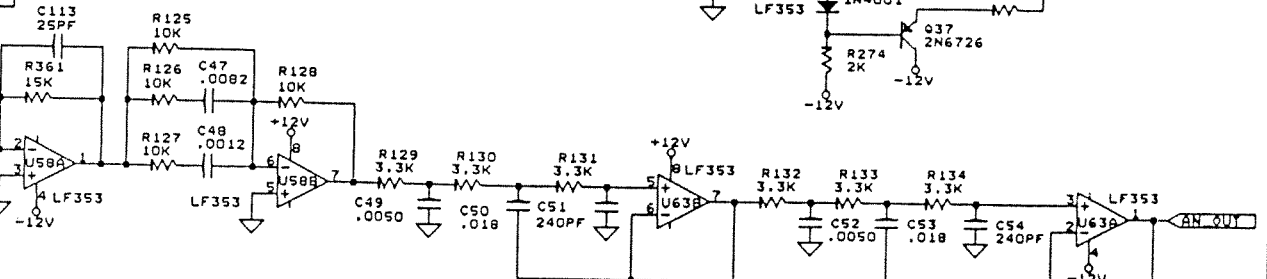 C113
25PF
R361
15K
2
3
U58A
1
4
LF353
-12V
R125
10K
R126
10K
C47
.0082
R127
10K
C48
.0012
R128
10K
+12V
8
6
5
U58B
7
LF353
R129
3.3K
C49
.0050
R130
3.3K
C50
.018
R131
3.3K
C51
240PF
+12V
8
LF353
5
6
U63B
7
R132
3.3K
C52
.0050
R133
3.3K
C53
.018
R134
3.3K
C54
240PF
3
2
LF353
U63A
1
4
-12V
AN_OUT
LF353
1N4001
R274
2K
-12V
Q37
2N6726
-12V